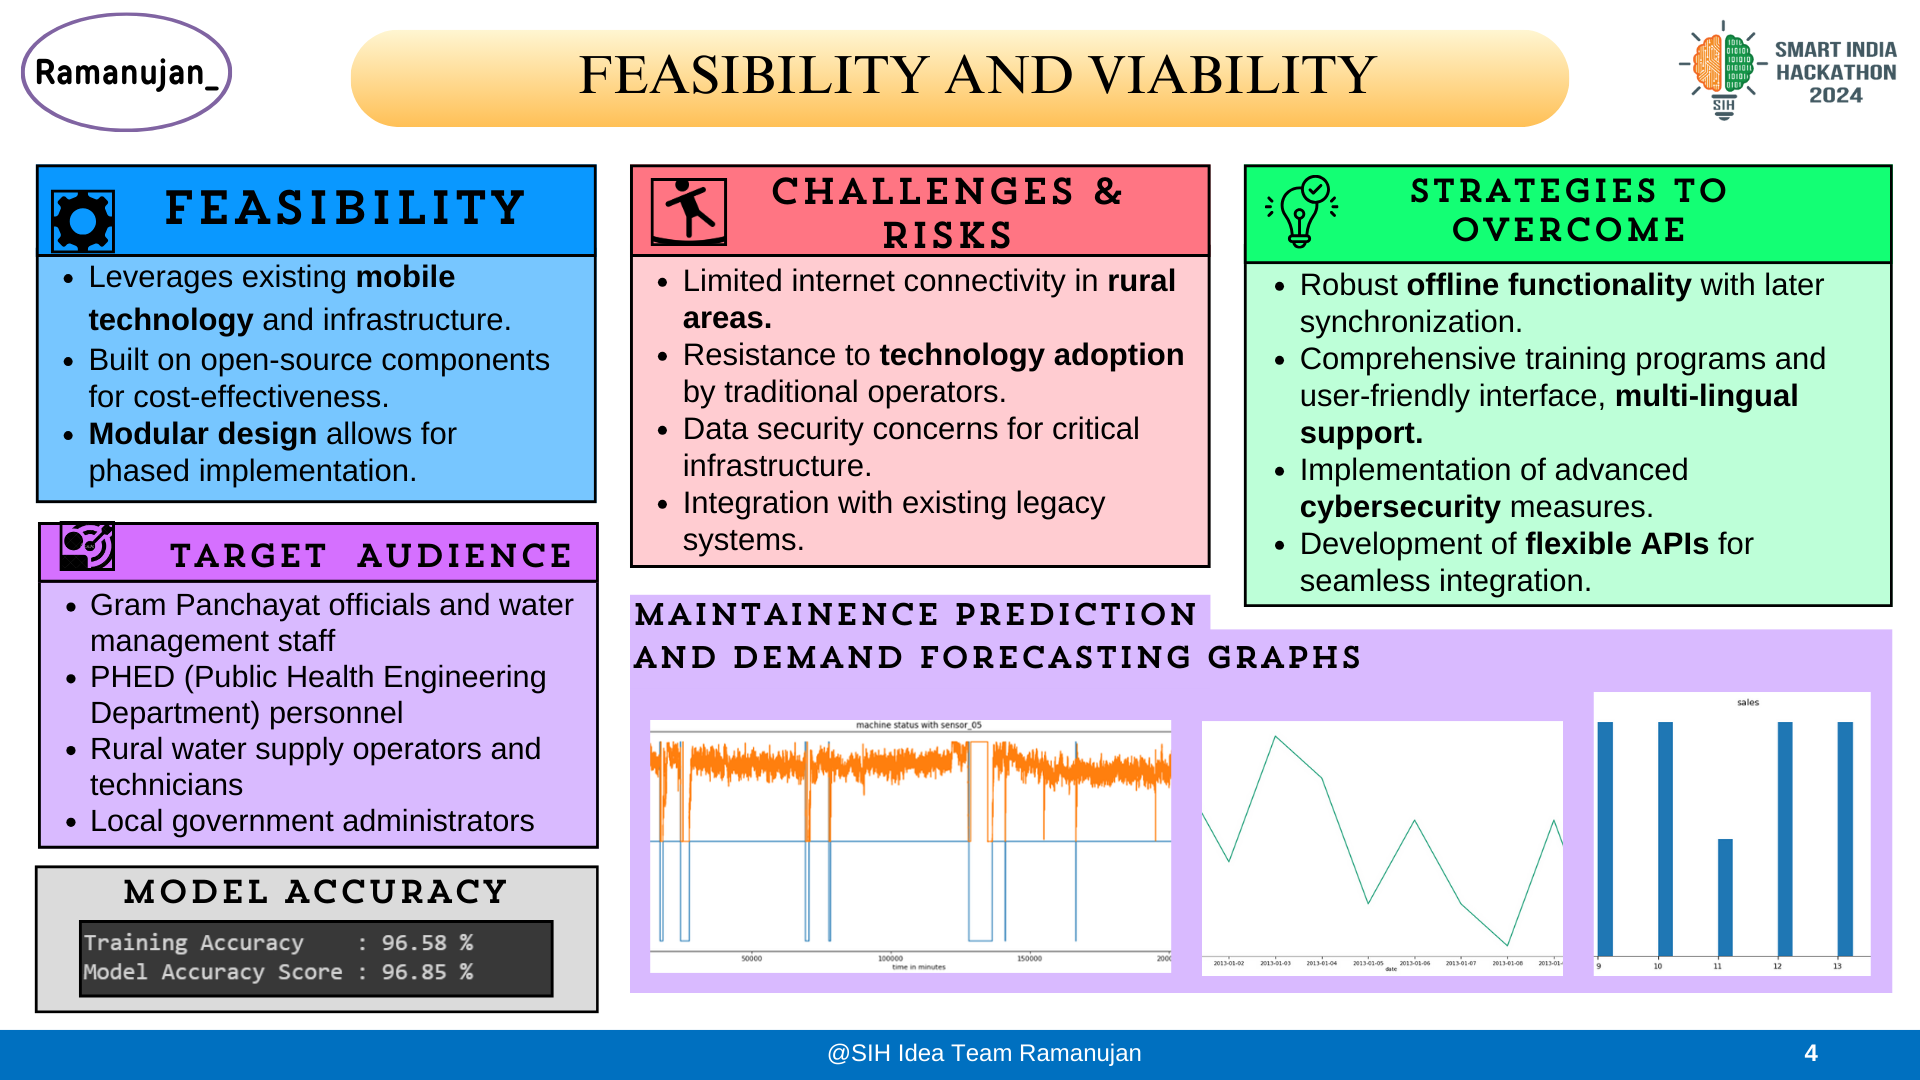 Ramanujan_
FEASIBILITY AND VIABILITY
SMART INDIA
HACKATHON
2024
SIH
FEASIBILITY
• Leverages existing mobile
technology and infrastructure.
• Built on open-source components
for cost-effectiveness.
• Modular design allows for
phased implementation.
TARGET AUDIENCE
• Gram Panchayat officials and water
management staff
• PHED (Public Health Engineering
Department) personnel
• Rural water supply operators and
technicians
• Local government administrators
MODEL ACCURACY
Training Accuracy : 96.58 %
Model Accuracy Score : 96.85 %
CHALLENGES &
RISKS
• Limited internet connectivity in rural
areas.
• Resistance to technology adoption
by traditional operators.
• Data security concerns for critical
infrastructure.
• Integration with existing legacy
systems.
STRATEGIES TO
OVERCOME
• Robust offline functionality with later
synchronization.
• Comprehensive training programs and
user-friendly interface, multi-lingual
support.
• Implementation of advanced
cybersecurity measures.
• Development of flexible APIs for
seamless integration.
MAINTAINENCE PREDICTION
AND DEMAND FORECASTING GRAPHS
machine status with sensor_05
50000 100000 150000 2000
time in minutes
2013-01-02 2013-01-03 2013-01-04 2013-01-05 2013-01-06 2013-01-07 2013-01-08 2013-01-
date
sales
9 10 11 12 13
@SIH Idea Team Ramanujan
4